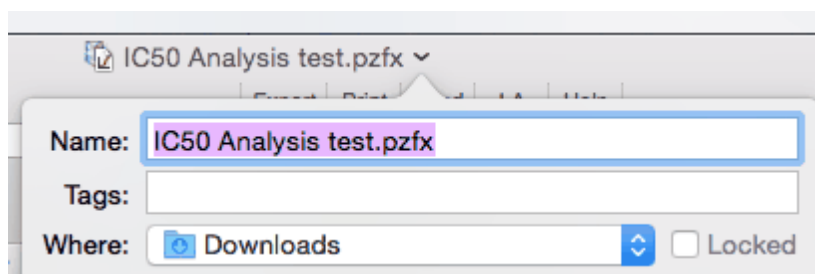 IC50 Analysis test.pzfx
Name: IC50 Analysis test.pzfx
Tags:
Where: Downloads Locked